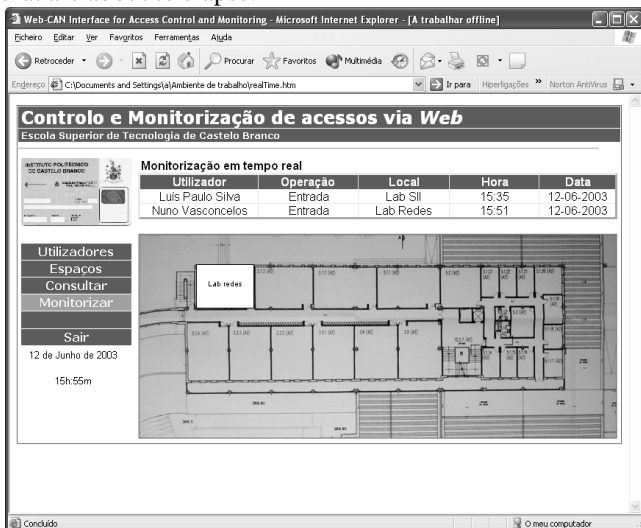 Web-CAN Interface for Access Control and Monitoring - Microsoft Internet Explorer - [A trabalhar offline]
Ficheiro Editar Ver Favoritos Ferramentas Ajuda
Retroceder Procurar Favoritos Multimédia
Endereço C:\Documents and Settings\a\Ambiente de trabalho\realTime.htm Ir para Hiperligações » Norton AntiVirus
Controlo e Monitorização de acessos via Web
Escola Superior de Tecnologia de Castelo Branco
INSTITUTO POLITÉCNICO
DE CASTELO BRANCO
Monitorização em tempo real
Utilizador Operação Local Hora Data
Luís Paulo Silva Entrada Lab SII 15:35 12-06-2003
Nuno Vasconcelos Entrada Lab Redes 15:51 12-06-2003
Utilizadores
Espaços
Consultar
Monitorizar
Sair
12 de Junho de 2003
15h:55m
Lab redes
Concluído O meu computador